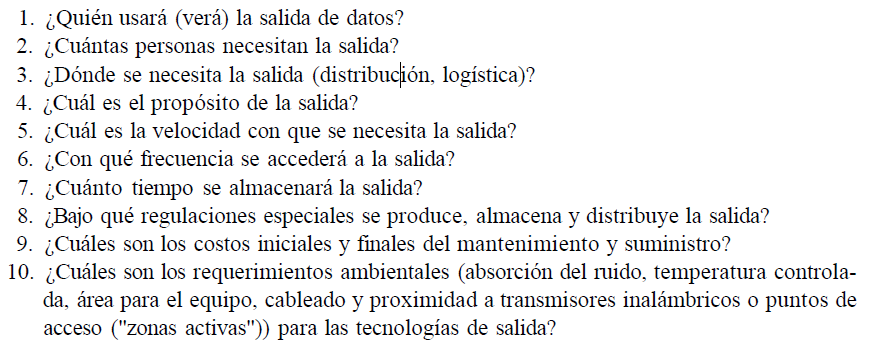 1. ¿Quién usará (verá) la salida de datos?
2. ¿Cuántas personas necesitan la salida?
3. ¿Dónde se necesita la salida (distribución, logística)?
4. ¿Cuál es el propósito de la salida?
5. ¿Cuál es la velocidad con que se necesita la salida?
6. ¿Con qué frecuencia se accederá a la salida?
7. ¿Cuánto tiempo se almacenará la salida?
8. ¿Bajo qué regulaciones especiales se produce, almacena y distribuye la salida?
9. ¿Cuáles son los costos iniciales y finales del mantenimiento y suministro?
10. ¿Cuáles son los requerimientos ambientales (absorción del ruido, temperatura controla-
da, área para el equipo, cableado y proximidad a transmisores inalámbricos o puntos de
acceso ("zonas activas")) para las tecnologías de salida?